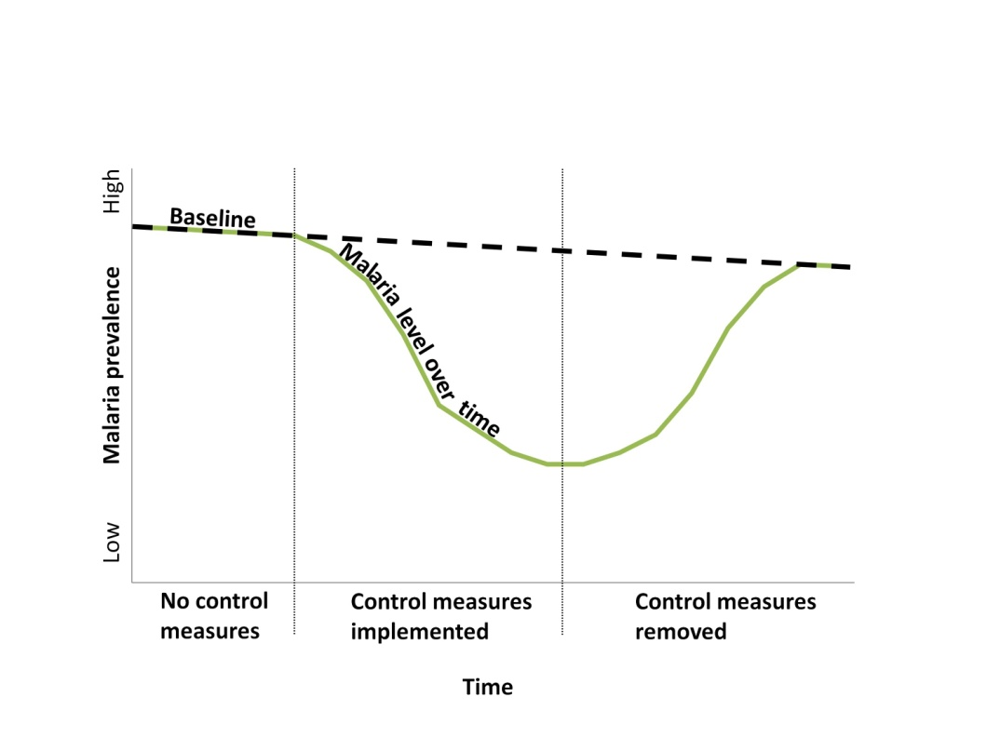 High
Baseline
Malaria level over time
Malaria prevalence
Low
No control
measures
Control measures
implemented
Control measures
removed
Time